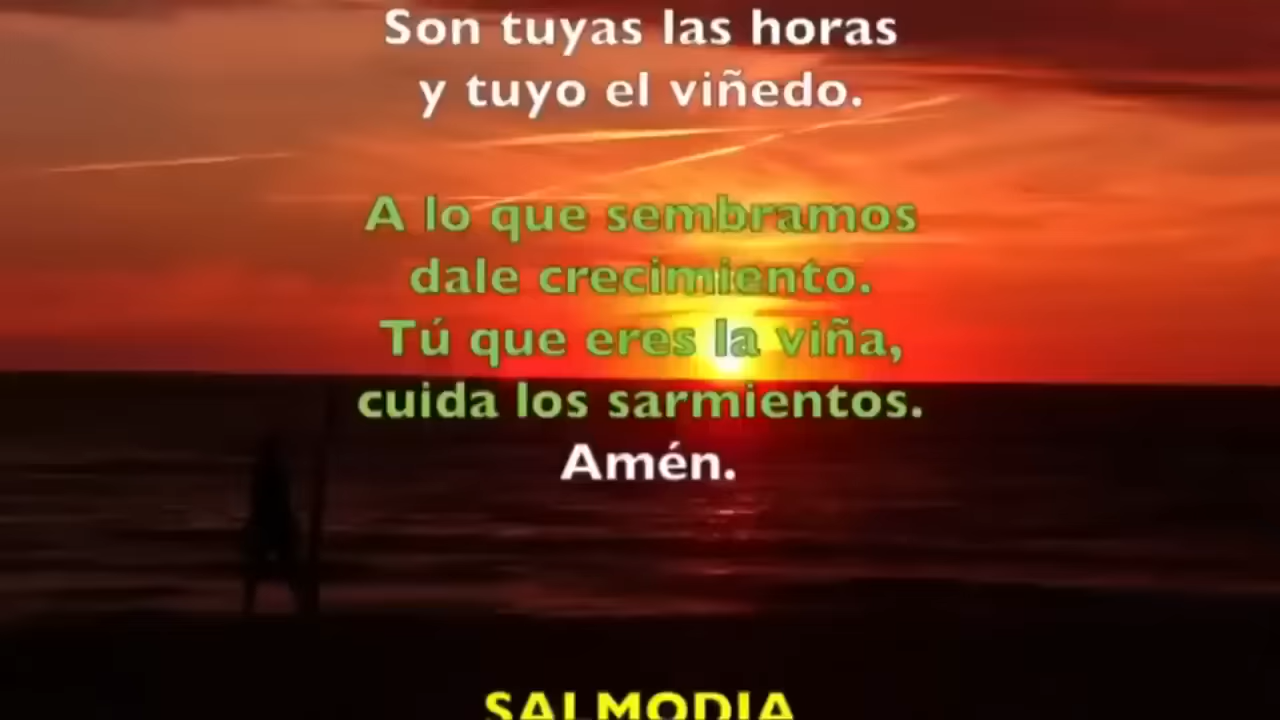 Son tuyas las horas
y tuyo el viñedo.
A lo que sembramos
dale crecimiento.
Tú que eres la viña,
cuida los sarmientos.
Amén.
SALMODIA